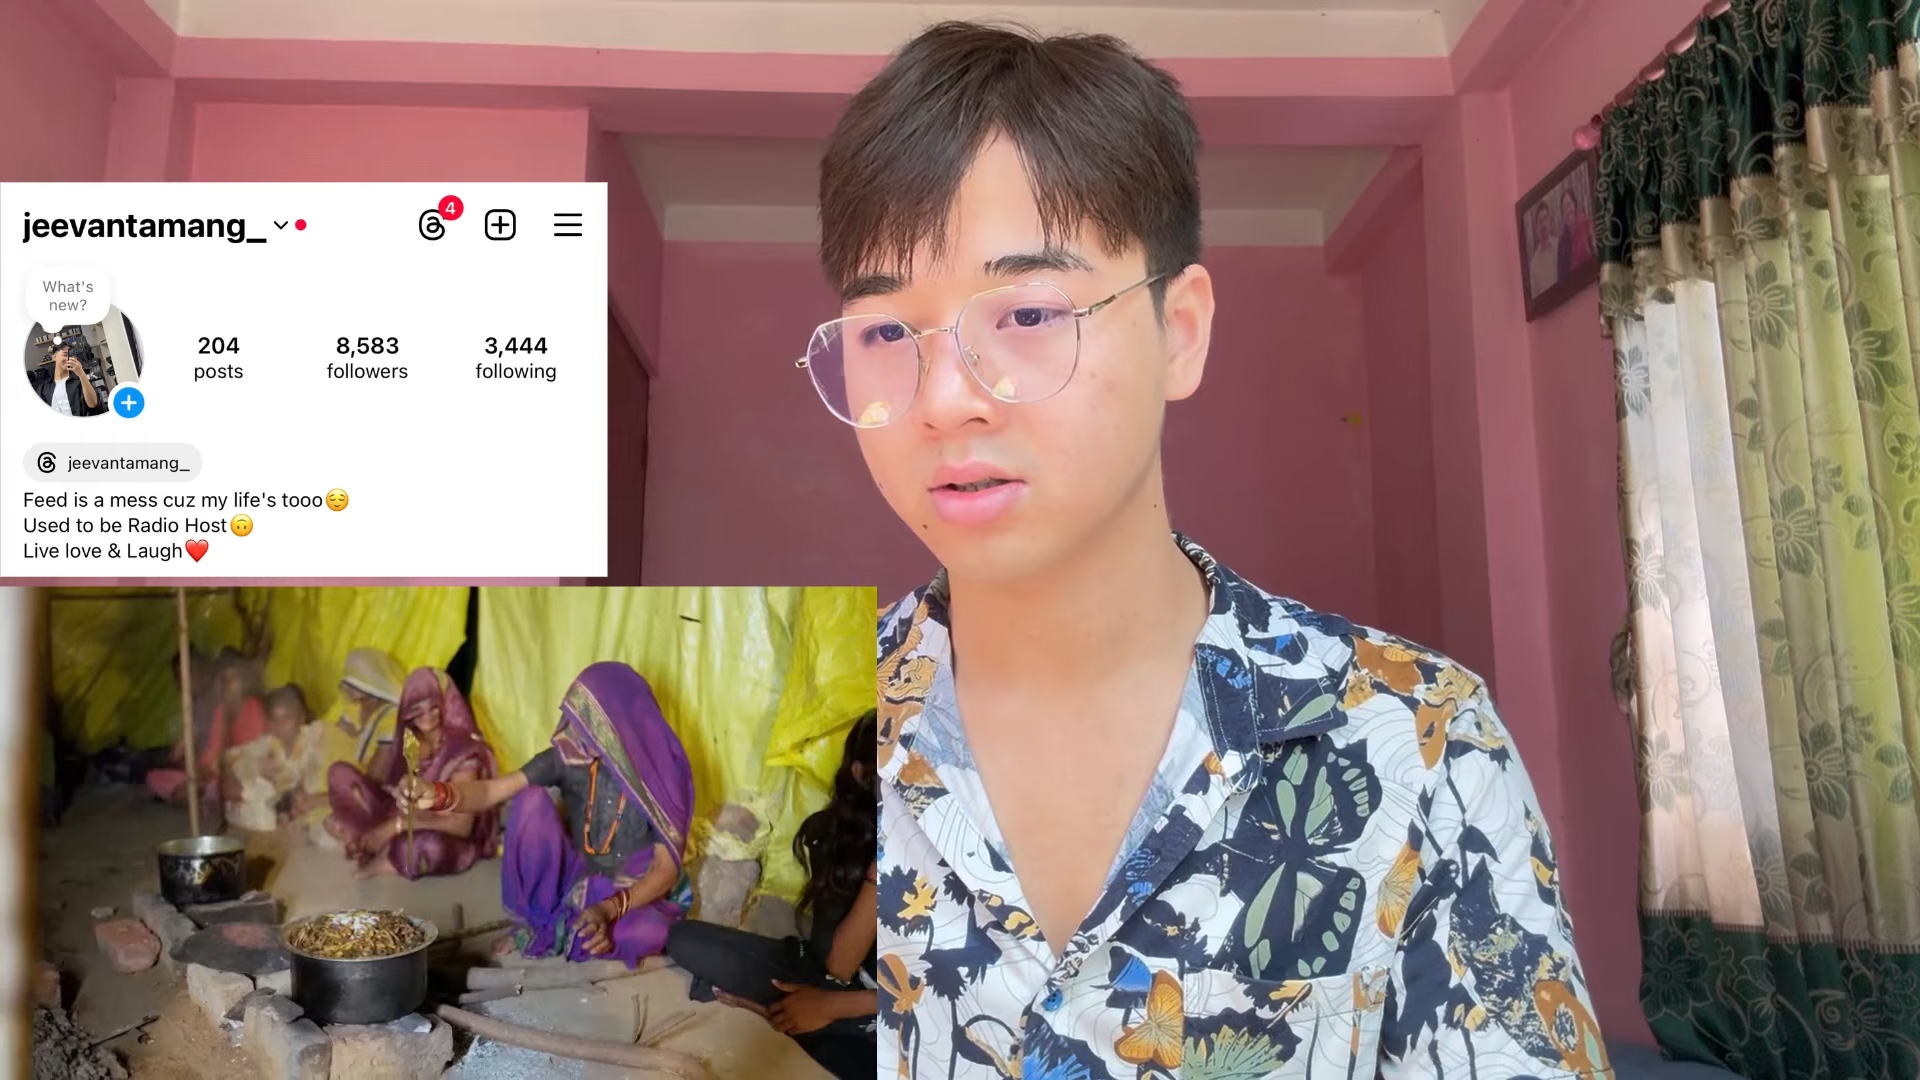 jeevantamang_
4
What's
new?
204 8,583 3,444
posts followers following
jeevantamang_
Feed is a mess cuz my life's tooo😌
Used to be Radio Host🙃
Live love & Laugh❤️